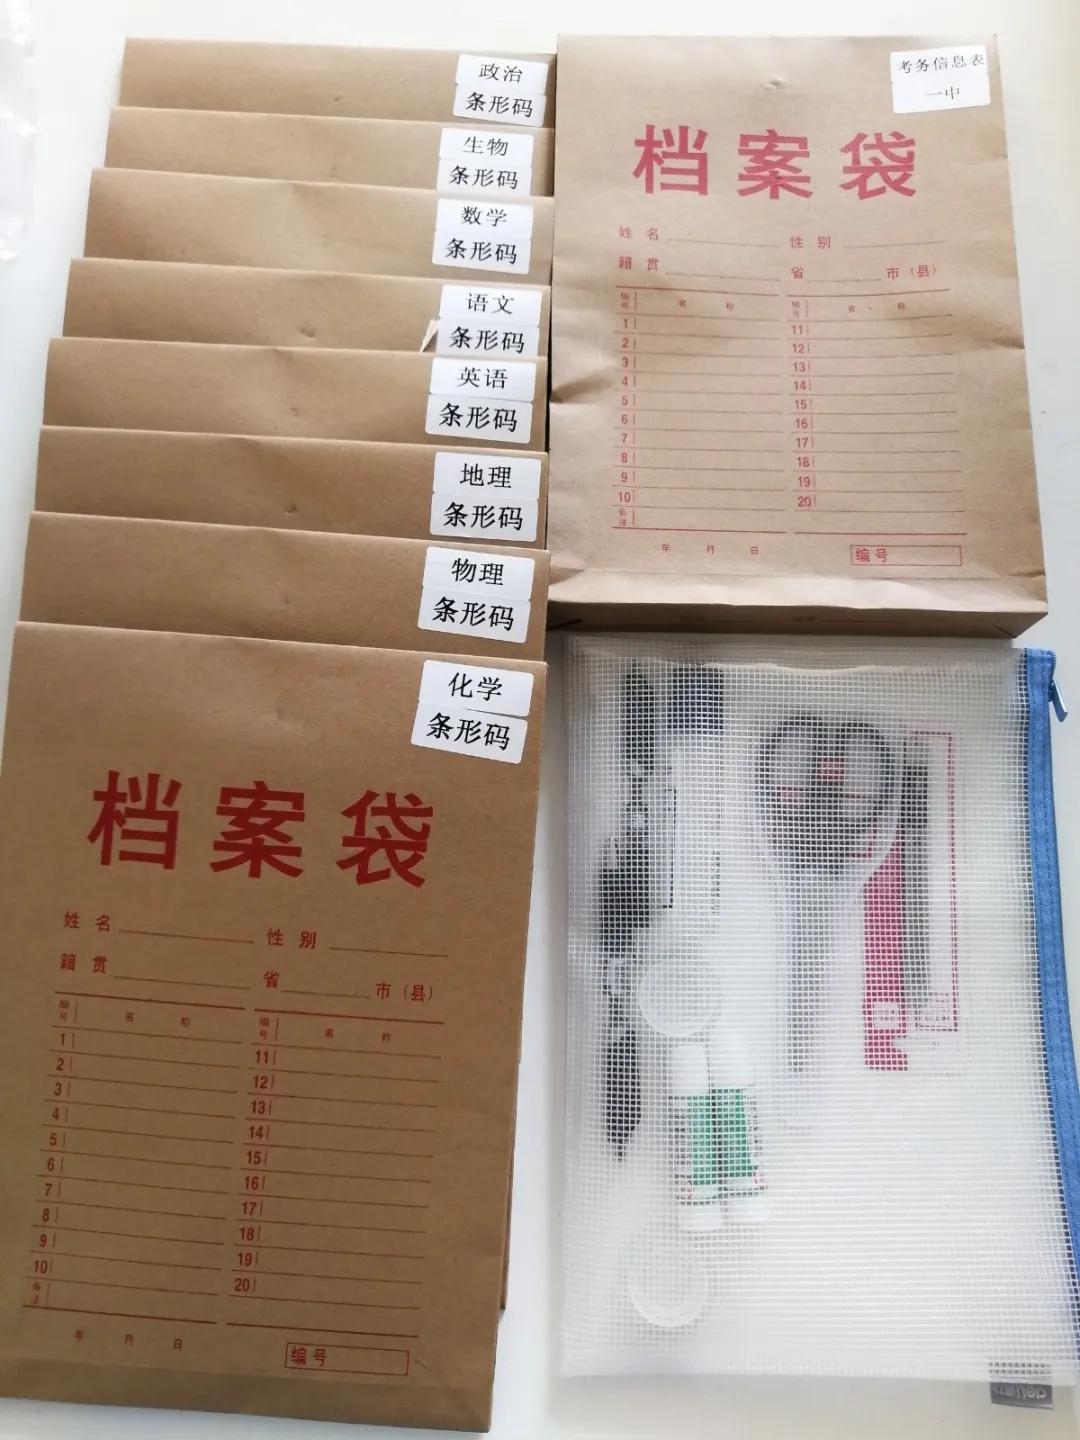 政治
条形码
生物
条形码
数学
条形码
语文
条形码
英语
条形码
地理
条形码
物理
条形码
化学
条形码
档案袋
姓名 性别
籍贯 省 市（县）
编号 名称 编号 名称
1 11
2 12
3 13
4 14
5 15
6 16
7 17
8 18
9 19
10 20
备注
年 月 日
编号
考务信息表
一中
档案袋
姓名 性别
籍贯 省 市（县）
编号 名称 编号 名称
1 11
2 12
3 13
4 14
5 15
6 16
7 17
8 18
9 19
10 20
备注
年 月 日
编号
deli